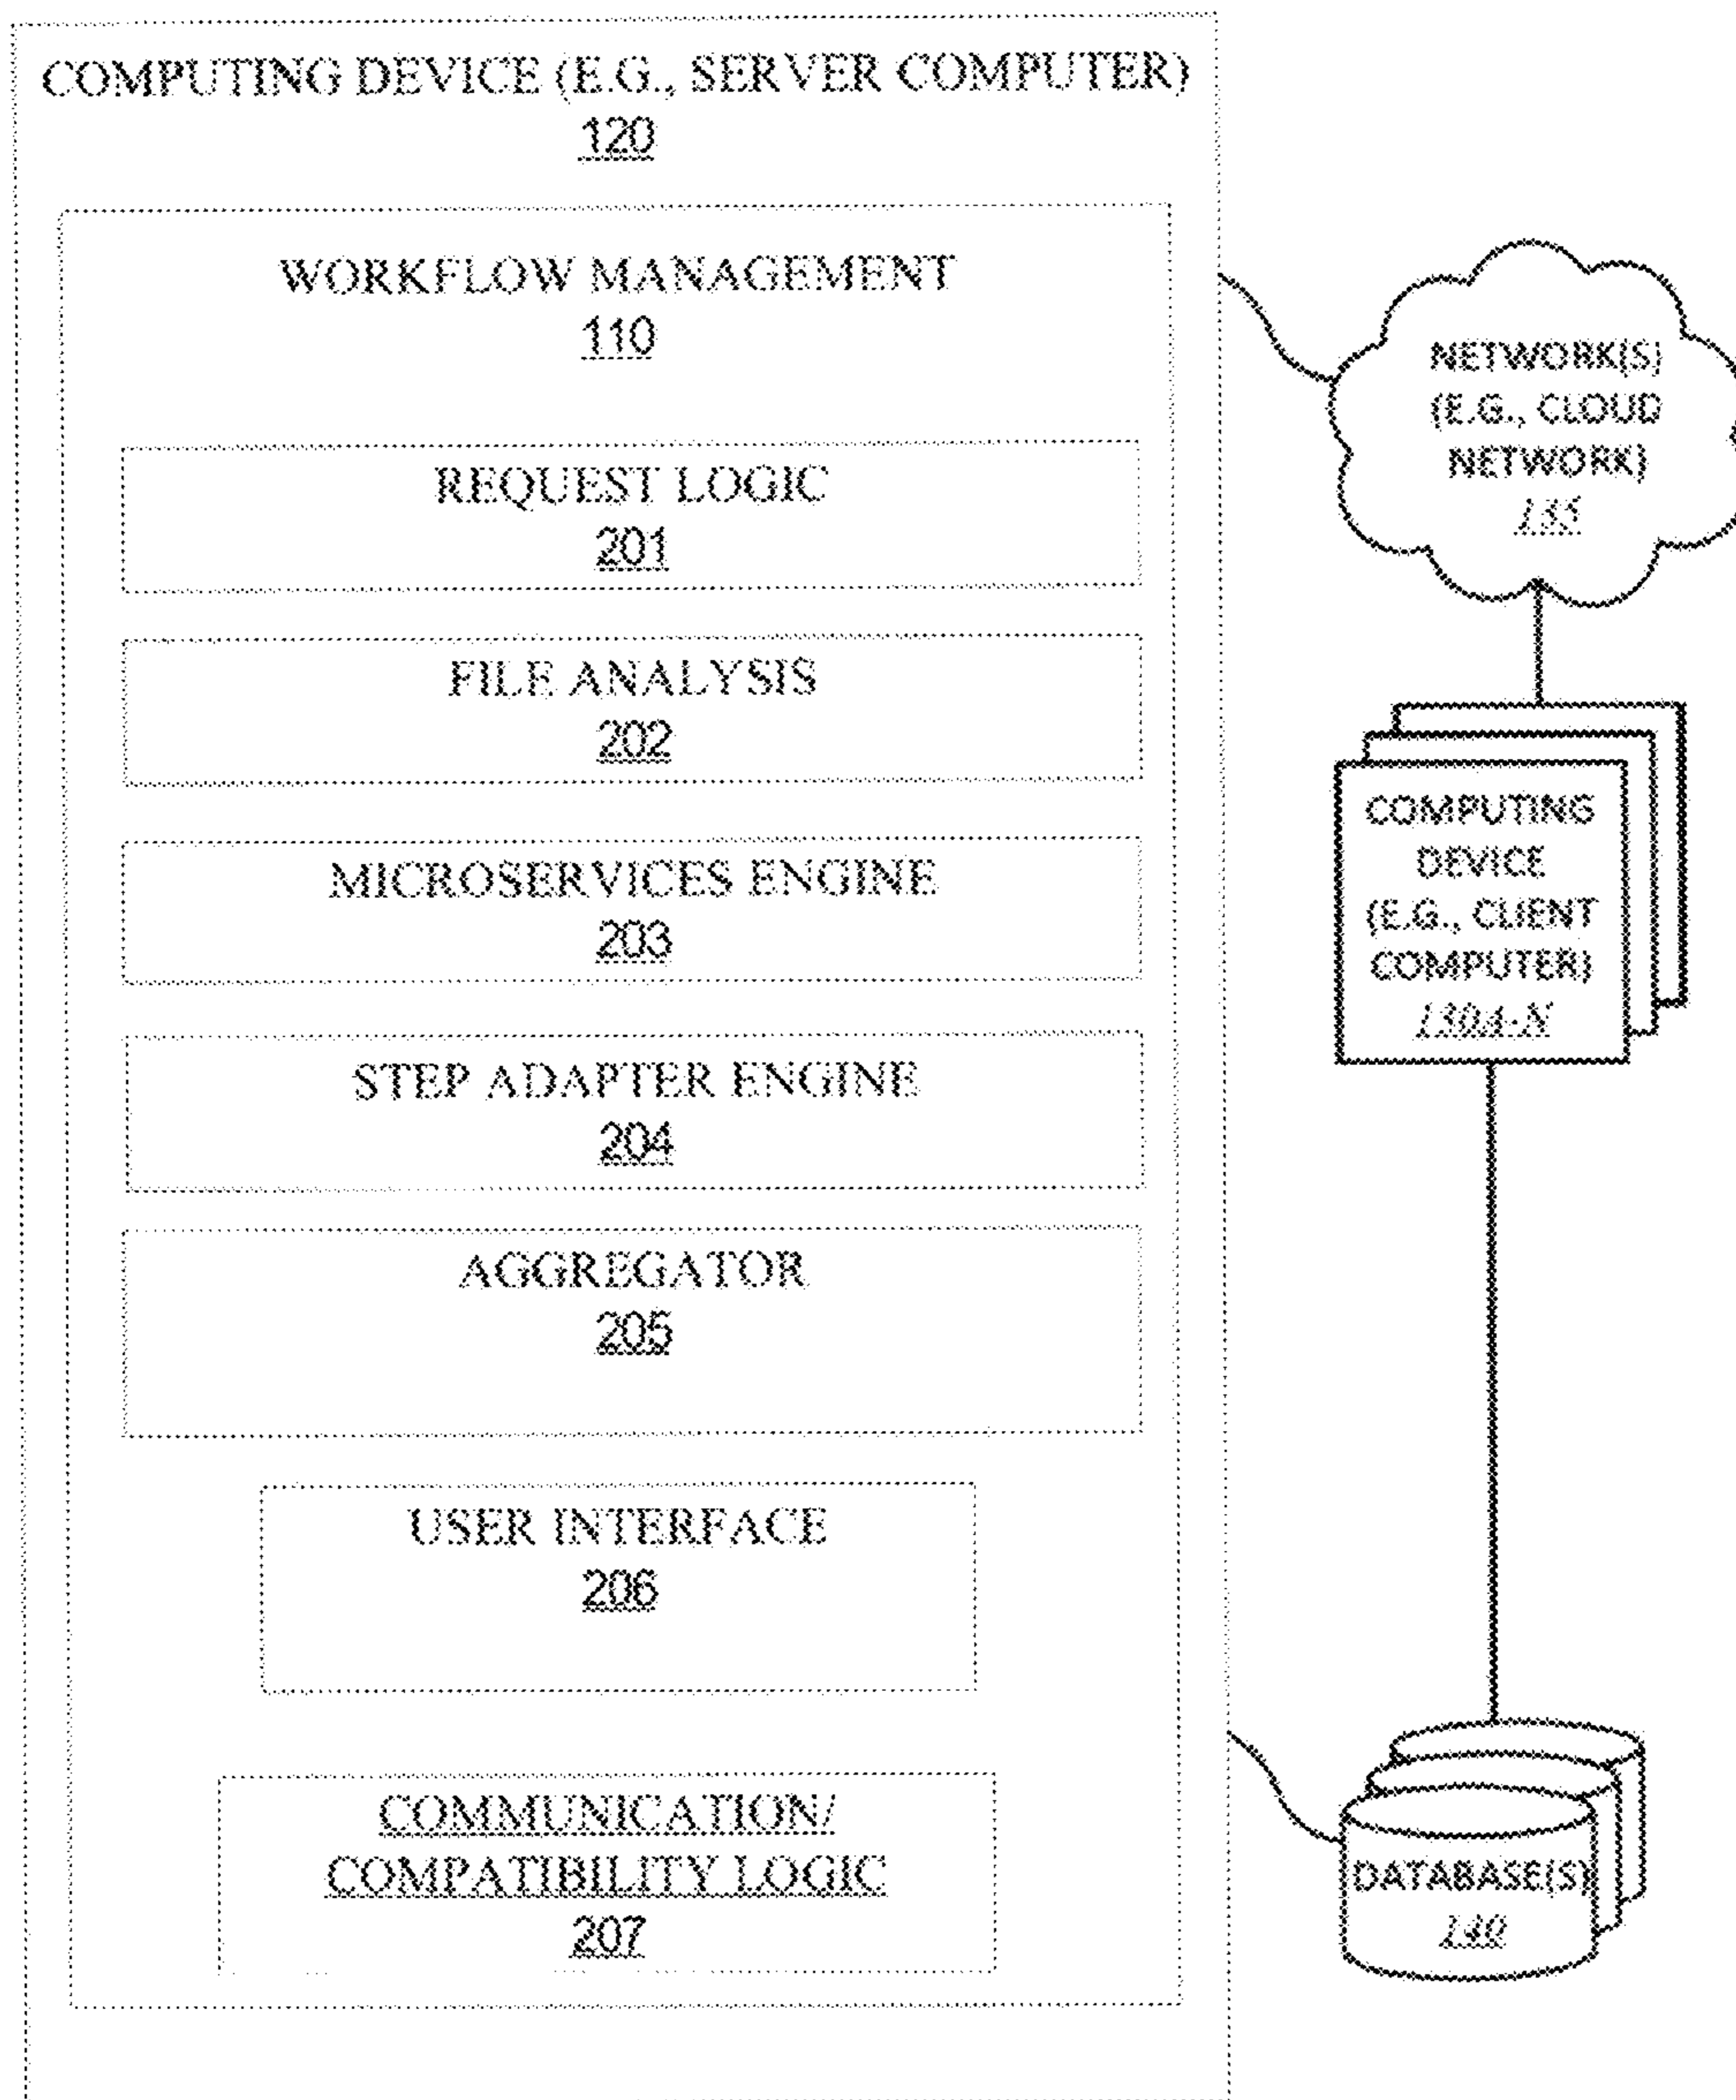 COMPUTING DEVICE (E.G., SERVER COMPUTER)
120
WORKFLOW MANAGEMENT
110
REQUEST LOGIC
201
FILE ANALYSIS
202
MICROSERVICES ENGINE
203
STEP ADAPTER ENGINE
204
AGGREGATOR
205
USER INTERFACE
206
COMMUNICATION/
COMPATIBILITY LOGIC
207
NETWORK(S)
(E.G., CLOUD
NETWORK)
135
COMPUTING
DEVICE
(E.G., CLIENT
COMPUTER)
130A-N
DATABASE(S)
140